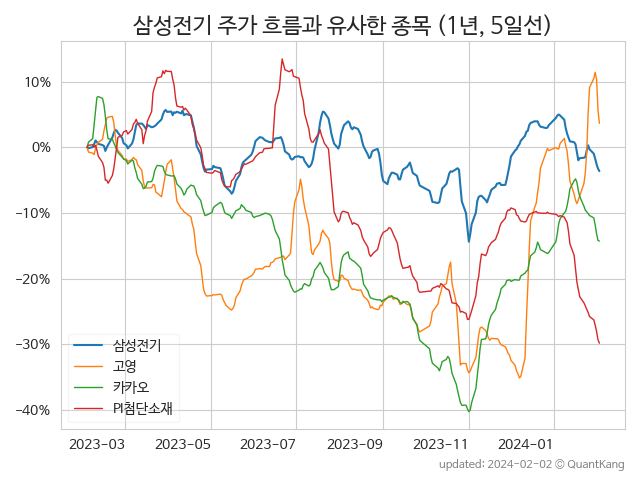 삼성전기 주가 흐름과 유사한 종목 (1년, 5일선)
10%
0%
−10%
−20%
−30%
−40%
삼성전기
고영
카카오
PI첨단소재
2023−03
2023−05
2023−07
2023−09
2023−11
2024−01
updated: 2024-02-02 © QuantKang